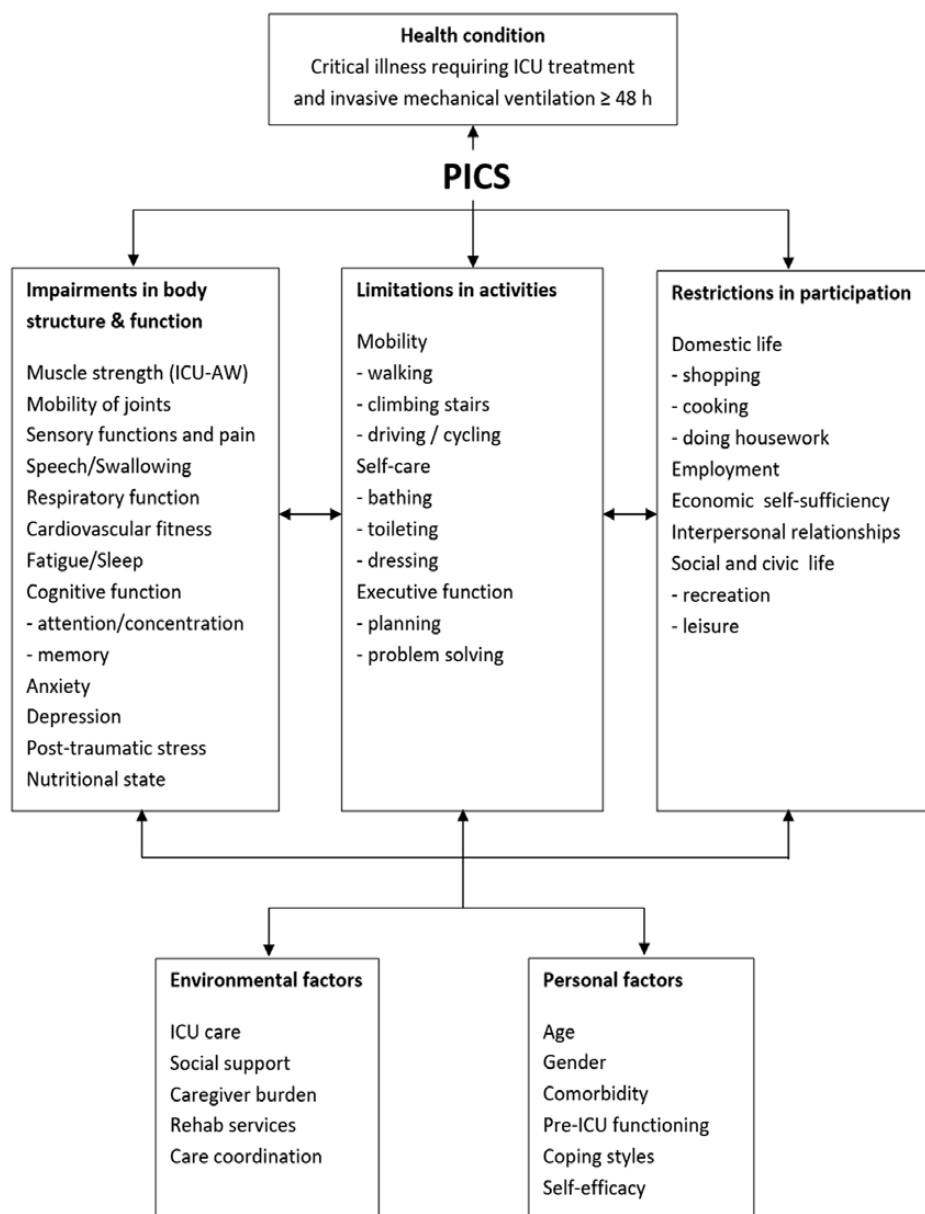 Health condition
Critical illness requiring ICU treatment
and invasive mechanical ventilation ≥ 48 h
PICS
Impairments in body
structure & function
Muscle strength (ICU-AW)
Mobility of joints
Sensory functions and pain
Speech/Swallowing
Respiratory function
Cardiovascular fitness
Fatigue/Sleep
Cognitive function
- attention/concentration
- memory
Anxiety
Depression
Post-traumatic stress
Nutritional state
Limitations in activities
Mobility
- walking
- climbing stairs
- driving / cycling
Self-care
- bathing
- toileting
- dressing
Executive function
- planning
- problem solving
Restrictions in participation
Domestic life
- shopping
- cooking
- doing housework
Employment
Economic self-sufficiency
Interpersonal relationships
Social and civic life
- recreation
- leisure
Environmental factors
ICU care
Social support
Caregiver burden
Rehab services
Care coordination
Personal factors
Age
Gender
Comorbidity
Pre-ICU functioning
Coping styles
Self-efficacy